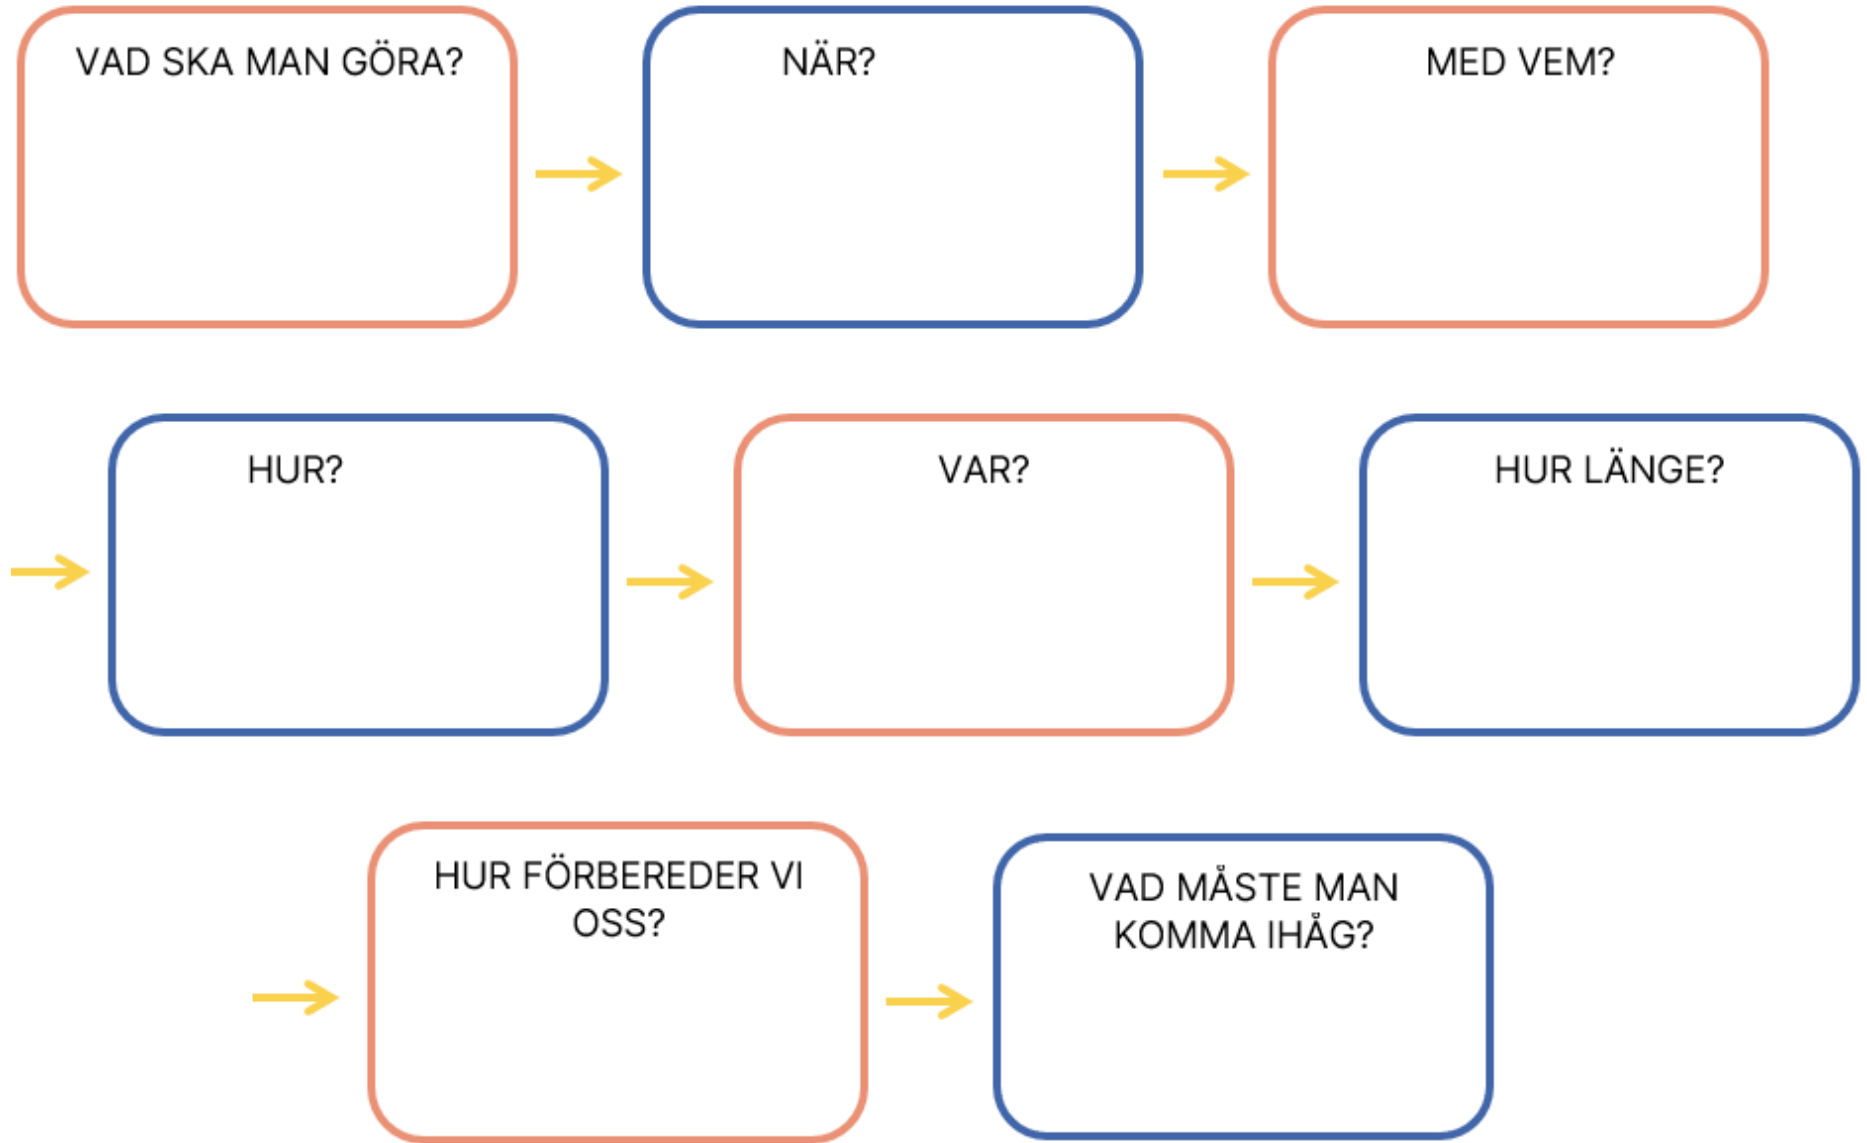 VAD SKA MAN GÖRA?
NÄR?
MED VEM?
HUR?
VAR?
HUR LÄNGE?
HUR FÖRBEREDER VI
OSS?
VAD MÅSTE MAN
KOMMA IHÅG?